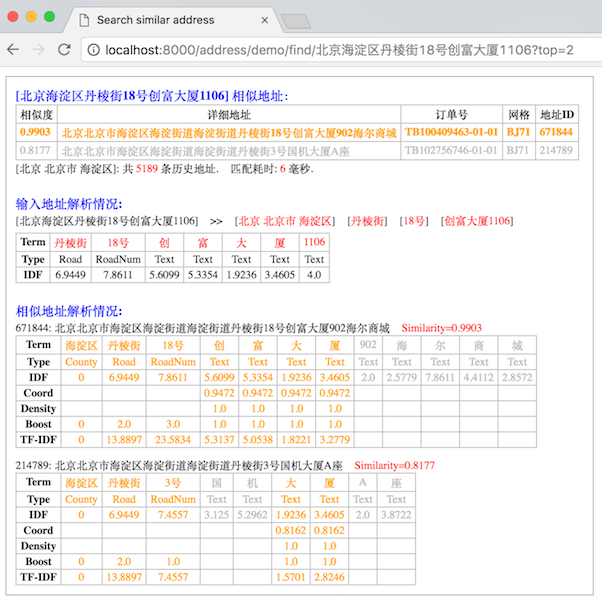 Search similar address
localhost:8000/address/demo/find/北京海淀区丹棱街18号创富大厦1106?top=2
[北京海淀区丹棱街18号创富大厦1106] 相似地址:
相似度 详细地址 订单号 网格 地址ID
0.9903 北京北京市海淀区海淀街道海淀街道丹棱街18号创富大厦902海尔商城 TB100409463-01-01 BJ71 671844
0.8177 北京北京市海淀区海淀街道海淀街道丹棱街3号国机大厦A座 TB102756746-01-01 BJ71 214789
[北京 北京市 海淀区]: 共 5189 条历史地址. 匹配耗时: 6 毫秒.
输入地址解析情况:
[北京海淀区丹棱街18号创富大厦1106] >> [北京 北京市 海淀区] [丹棱街] [18号] [创富大厦1106]
Term 丹棱街 18号 创 富 大 厦 1106
Type Road RoadNum Text Text Text Text Text
IDF 6.9449 7.8611 5.6099 5.3354 1.9236 3.4605 4.0
相似地址解析情况:
671844: 北京北京市海淀区海淀街道海淀街道丹棱街18号创富大厦902海尔商城 Similarity=0.9903
Term 海淀区 丹棱街 18号 创 富 大 厦 902 海 尔 商 城
Type County Road RoadNum Text Text Text Text Text Text Text Text Text
IDF 0 6.9449 7.8611 5.6099 5.3354 1.9236 3.4605 2.0 2.5779 7.8611 4.4112 2.8572
Coord 0.9472 0.9472 0.9472 0.9472
Density 1.0 1.0 1.0 1.0
Boost 0 2.0 3.0 1.0 1.0 1.0 1.0
TF-IDF 0 13.8897 23.5834 5.3137 5.0538 1.8221 3.2779
214789: 北京北京市海淀区海淀街道海淀街道丹棱街3号国机大厦A座 Similarity=0.8177
Term 海淀区 丹棱街 3号 国 机 大 厦 A 座
Type County Road RoadNum Text Text Text Text Text Text
IDF 0 6.9449 7.4557 3.125 5.2962 1.9236 3.4605 2.0 3.8722
Coord 0.8162 0.8162
Density 1.0 1.0
Boost 0 2.0 1.0 1.0 1.0
TF-IDF 0 13.8897 7.4557 1.5701 2.8246